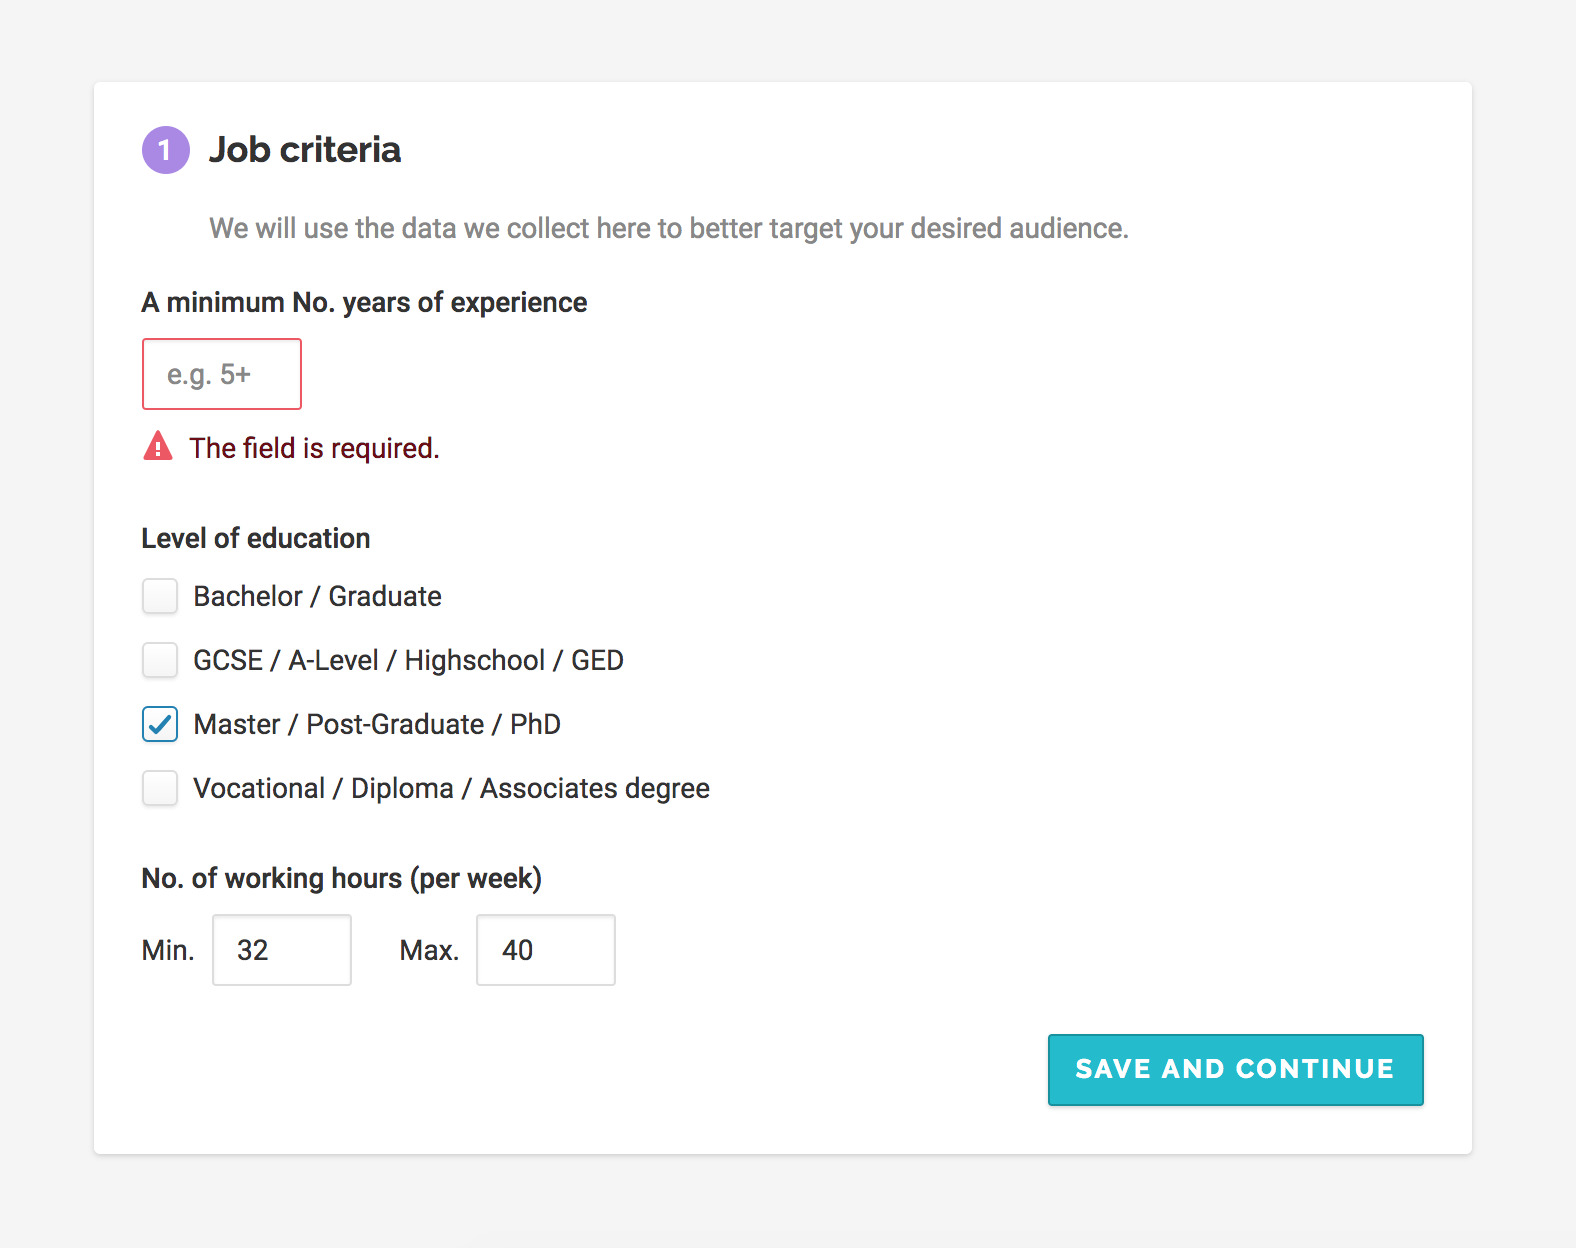 1 Job criteria
We will use the data we collect here to better target your desired audience.
A minimum No. years of experience
e.g. 5+
The field is required.
Level of education
Bachelor / Graduate
GCSE / A-Level / Highschool / GED
Master / Post-Graduate / PhD
Vocational / Diploma / Associates degree
No. of working hours (per week)
Min. 32 Max. 40
SAVE AND CONTINUE